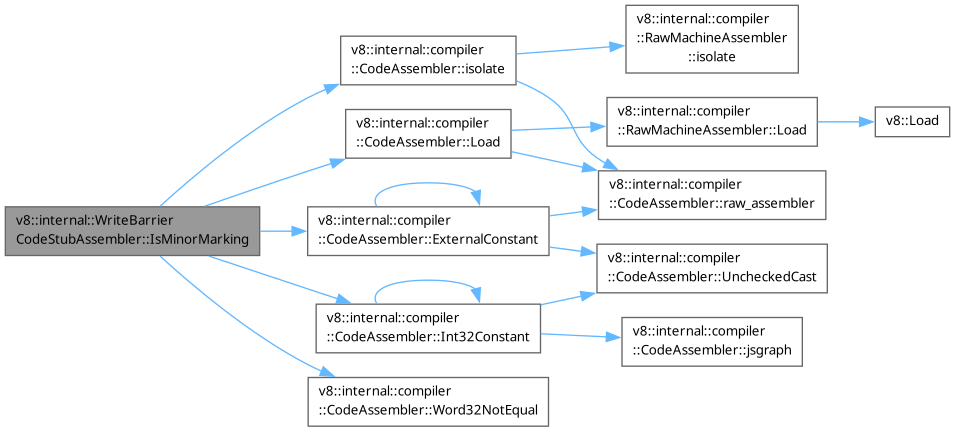 v8::internal::WriteBarrier
CodeStubAssembler::IsMinorMarking
v8::internal::compiler
::CodeAssembler::isolate
v8::internal::compiler
::CodeAssembler::Load
v8::internal::compiler
::CodeAssembler::ExternalConstant
v8::internal::compiler
::CodeAssembler::Int32Constant
v8::internal::compiler
::CodeAssembler::Word32NotEqual
v8::internal::compiler
::RawMachineAssembler
::isolate
v8::internal::compiler
::RawMachineAssembler::Load
v8::internal::compiler
::CodeAssembler::raw_assembler
v8::internal::compiler
::CodeAssembler::UncheckedCast
v8::internal::compiler
::CodeAssembler::jsgraph
v8::Load